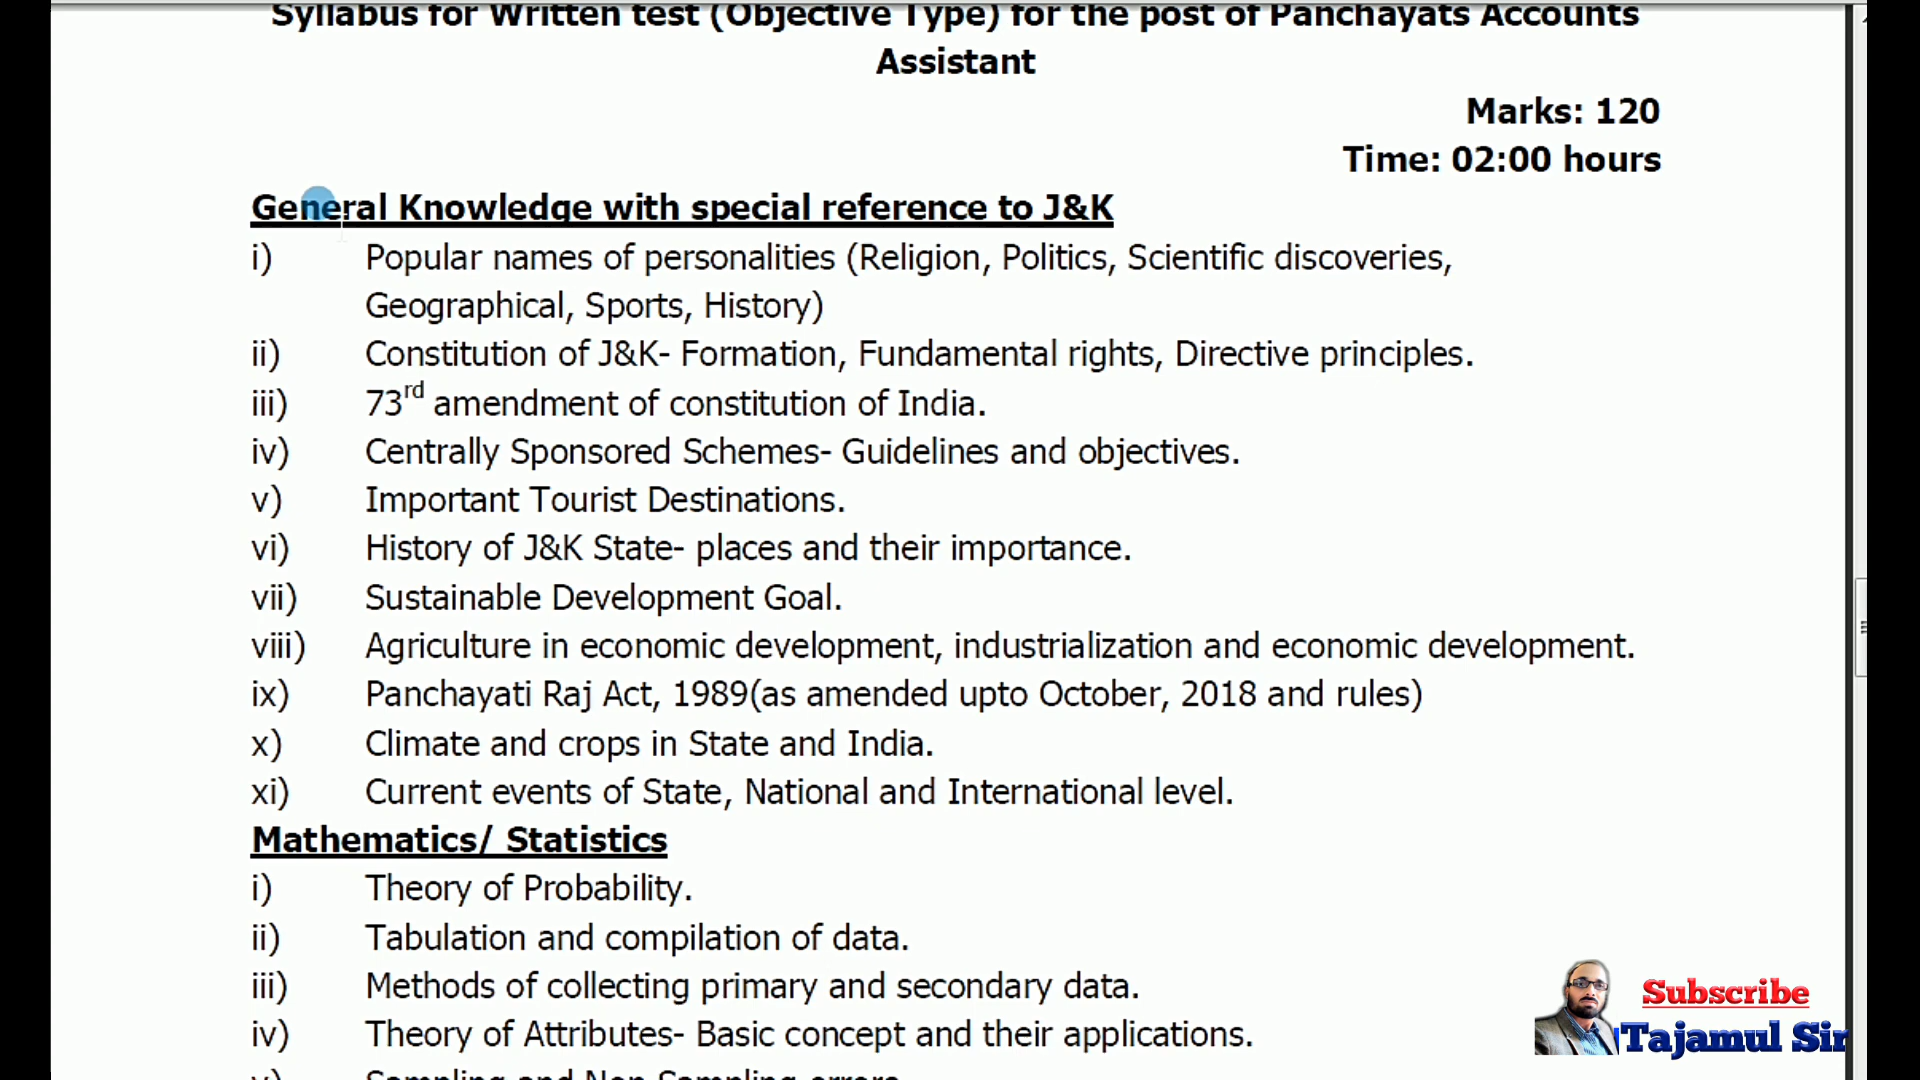 Syllabus for Written test (Objective Type) for the post of Panchayats Accounts
Assistant
Marks: 120
Time: 02:00 hours
General Knowledge with special reference to J&K
i) Popular names of personalities (Religion, Politics, Scientific discoveries,
Geographical, Sports, History)
ii) Constitution of J&K- Formation, Fundamental rights, Directive principles.
iii) 73rd amendment of constitution of India.
iv) Centrally Sponsored Schemes- Guidelines and objectives.
v) Important Tourist Destinations.
vi) History of J&K State- places and their importance.
vii) Sustainable Development Goal.
viii) Agriculture in economic development, industrialization and economic development.
ix) Panchayati Raj Act, 1989(as amended upto October, 2018 and rules)
x) Climate and crops in State and India.
xi) Current events of State, National and International level.
Mathematics/ Statistics
i) Theory of Probability.
ii) Tabulation and compilation of data.
iii) Methods of collecting primary and secondary data.
iv) Theory of Attributes- Basic concept and their applications.
v) Sampling and Non Sampling errors
Subscribe
Tajamul Sir